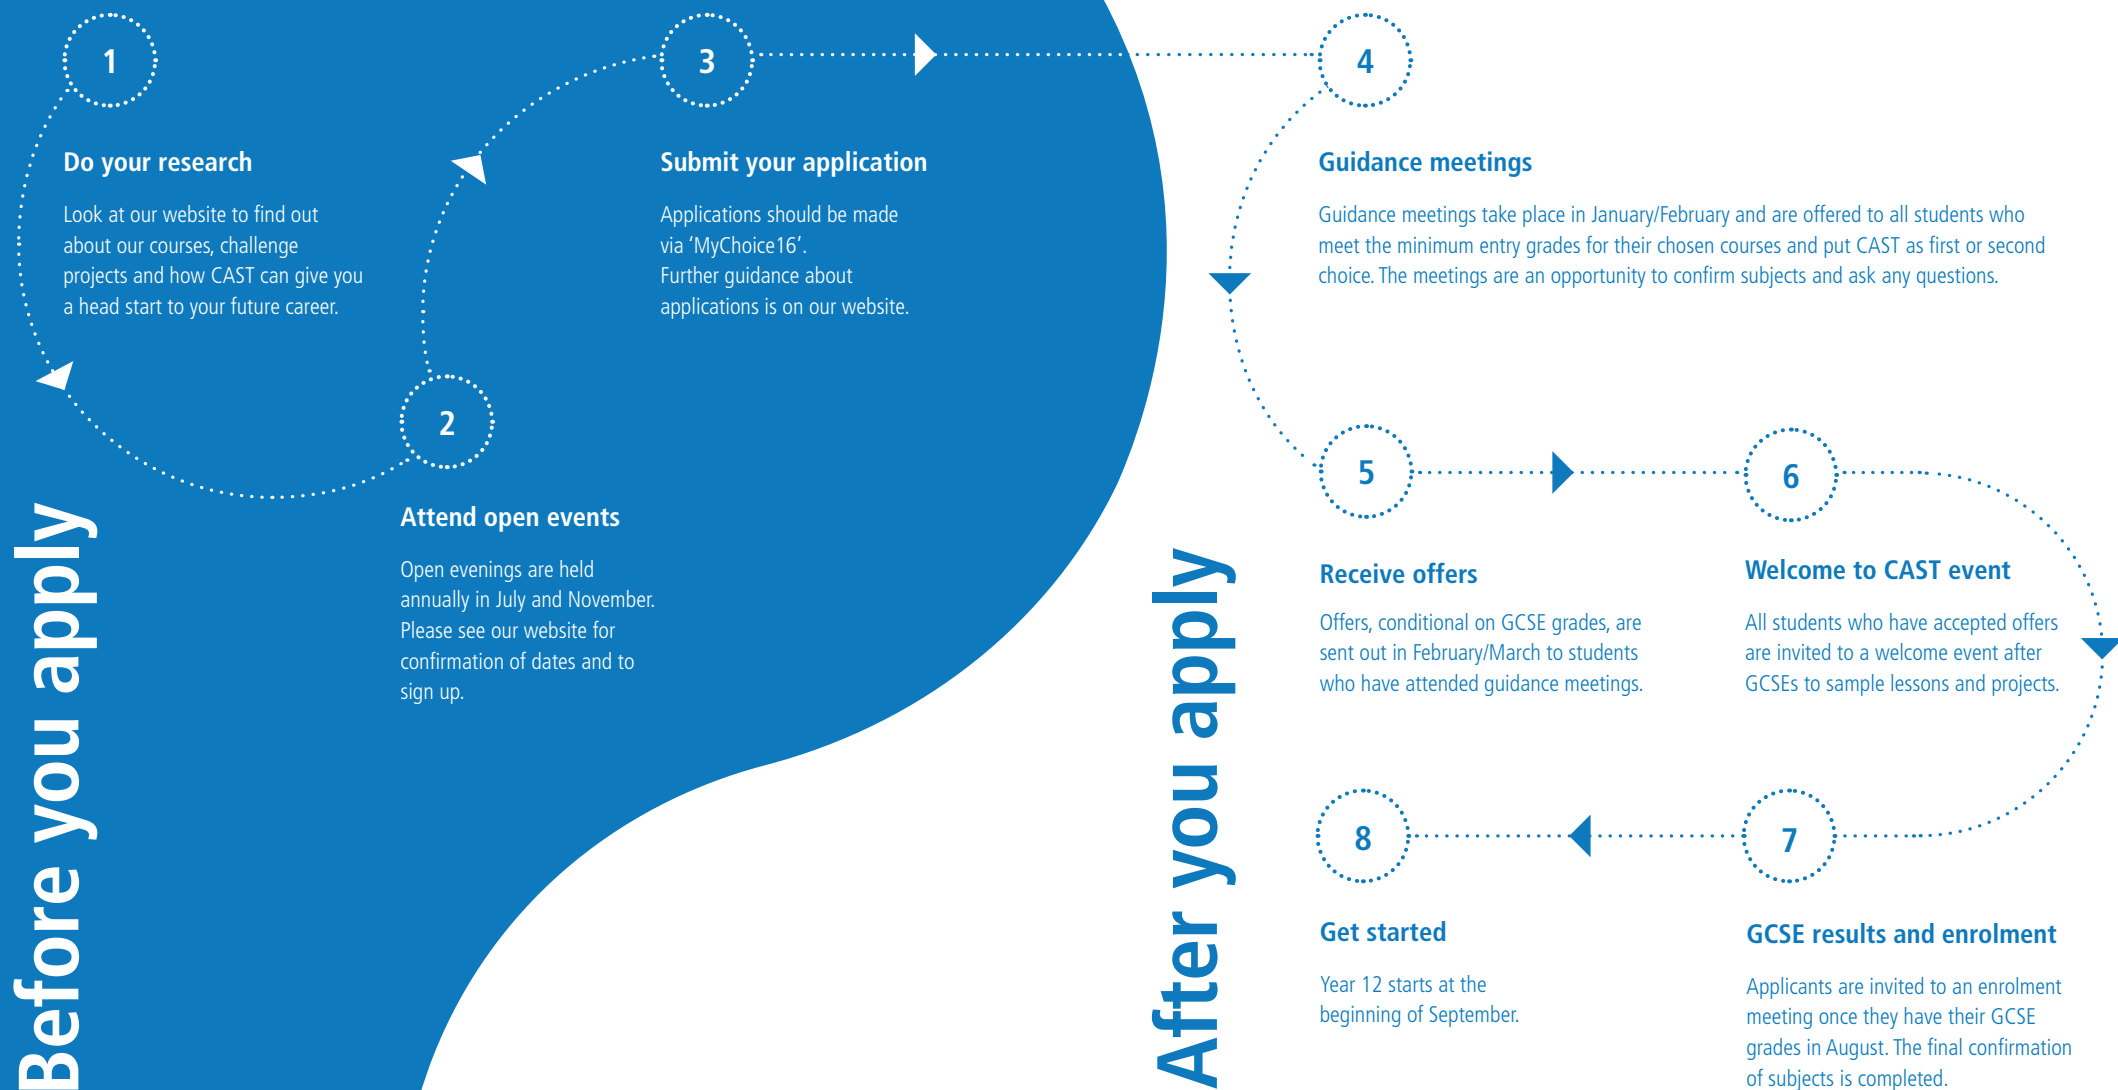 Before you apply
1
Do your research
Look at our website to find out
about our courses, challenge
projects and how CAST can give you
a head start to your future career.
2
Attend open events
Open evenings are held
annually in July and November.
Please see our website for
confirmation of dates and to
sign up.
3
Submit your application
Applications should be made
via ‘MyChoice16’.
Further guidance about
applications is on our website.
After you apply
4
Guidance meetings
Guidance meetings take place in January/February and are offered to all students who
meet the minimum entry grades for their chosen courses and put CAST as first or second
choice. The meetings are an opportunity to confirm subjects and ask any questions.
5
Receive offers
Offers, conditional on GCSE grades, are
sent out in February/March to students
who have attended guidance meetings.
6
Welcome to CAST event
All students who have accepted offers
are invited to a welcome event after
GCSEs to sample lessons and projects.
7
GCSE results and enrolment
Applicants are invited to an enrolment
meeting once they have their GCSE
grades in August. The final confirmation
of subjects is completed.
8
Get started
Year 12 starts at the
beginning of September.